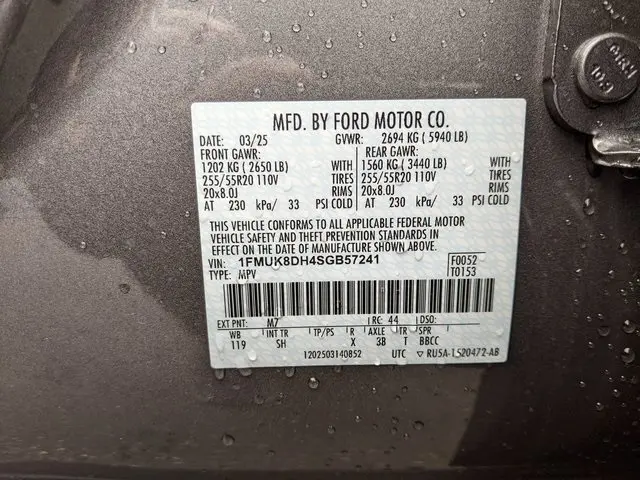 MRH
10.9
MFD. BY FORD MOTOR CO.
DATE: 03/25 GVWR: 2694 KG ( 5940 LB)
FRONT GAWR: REAR GAWR:
1202 KG ( 2650 LB) WITH 1560 KG ( 3440 LB) WITH
255/55R20 110V TIRES 255/55R20 110V TIRES
20x8.0J RIMS 20x8.0J RIMS
AT 230 kPa/ 33 PSI COLD AT 230 kPa/ 33 PSI COLD
THIS VEHICLE CONFORMS TO ALL APPLICABLE FEDERAL MOTOR
VEHICLE SAFETY AND THEFT PREVENTION STANDARDS IN
EFFECT ON THE DATE OF MANUFACTURE SHOWN ABOVE.
VIN: 1FMUK8DH4SGB57241 F0052
TYPE: MPV T0153
EXT PNT: M7 RC: 44 DSO:
WB INT TR TP/PS R AXLE TR SPR
119 SH X 3B T BBCC
1202503140852 UTC ▽ RU5A-1520472-AB